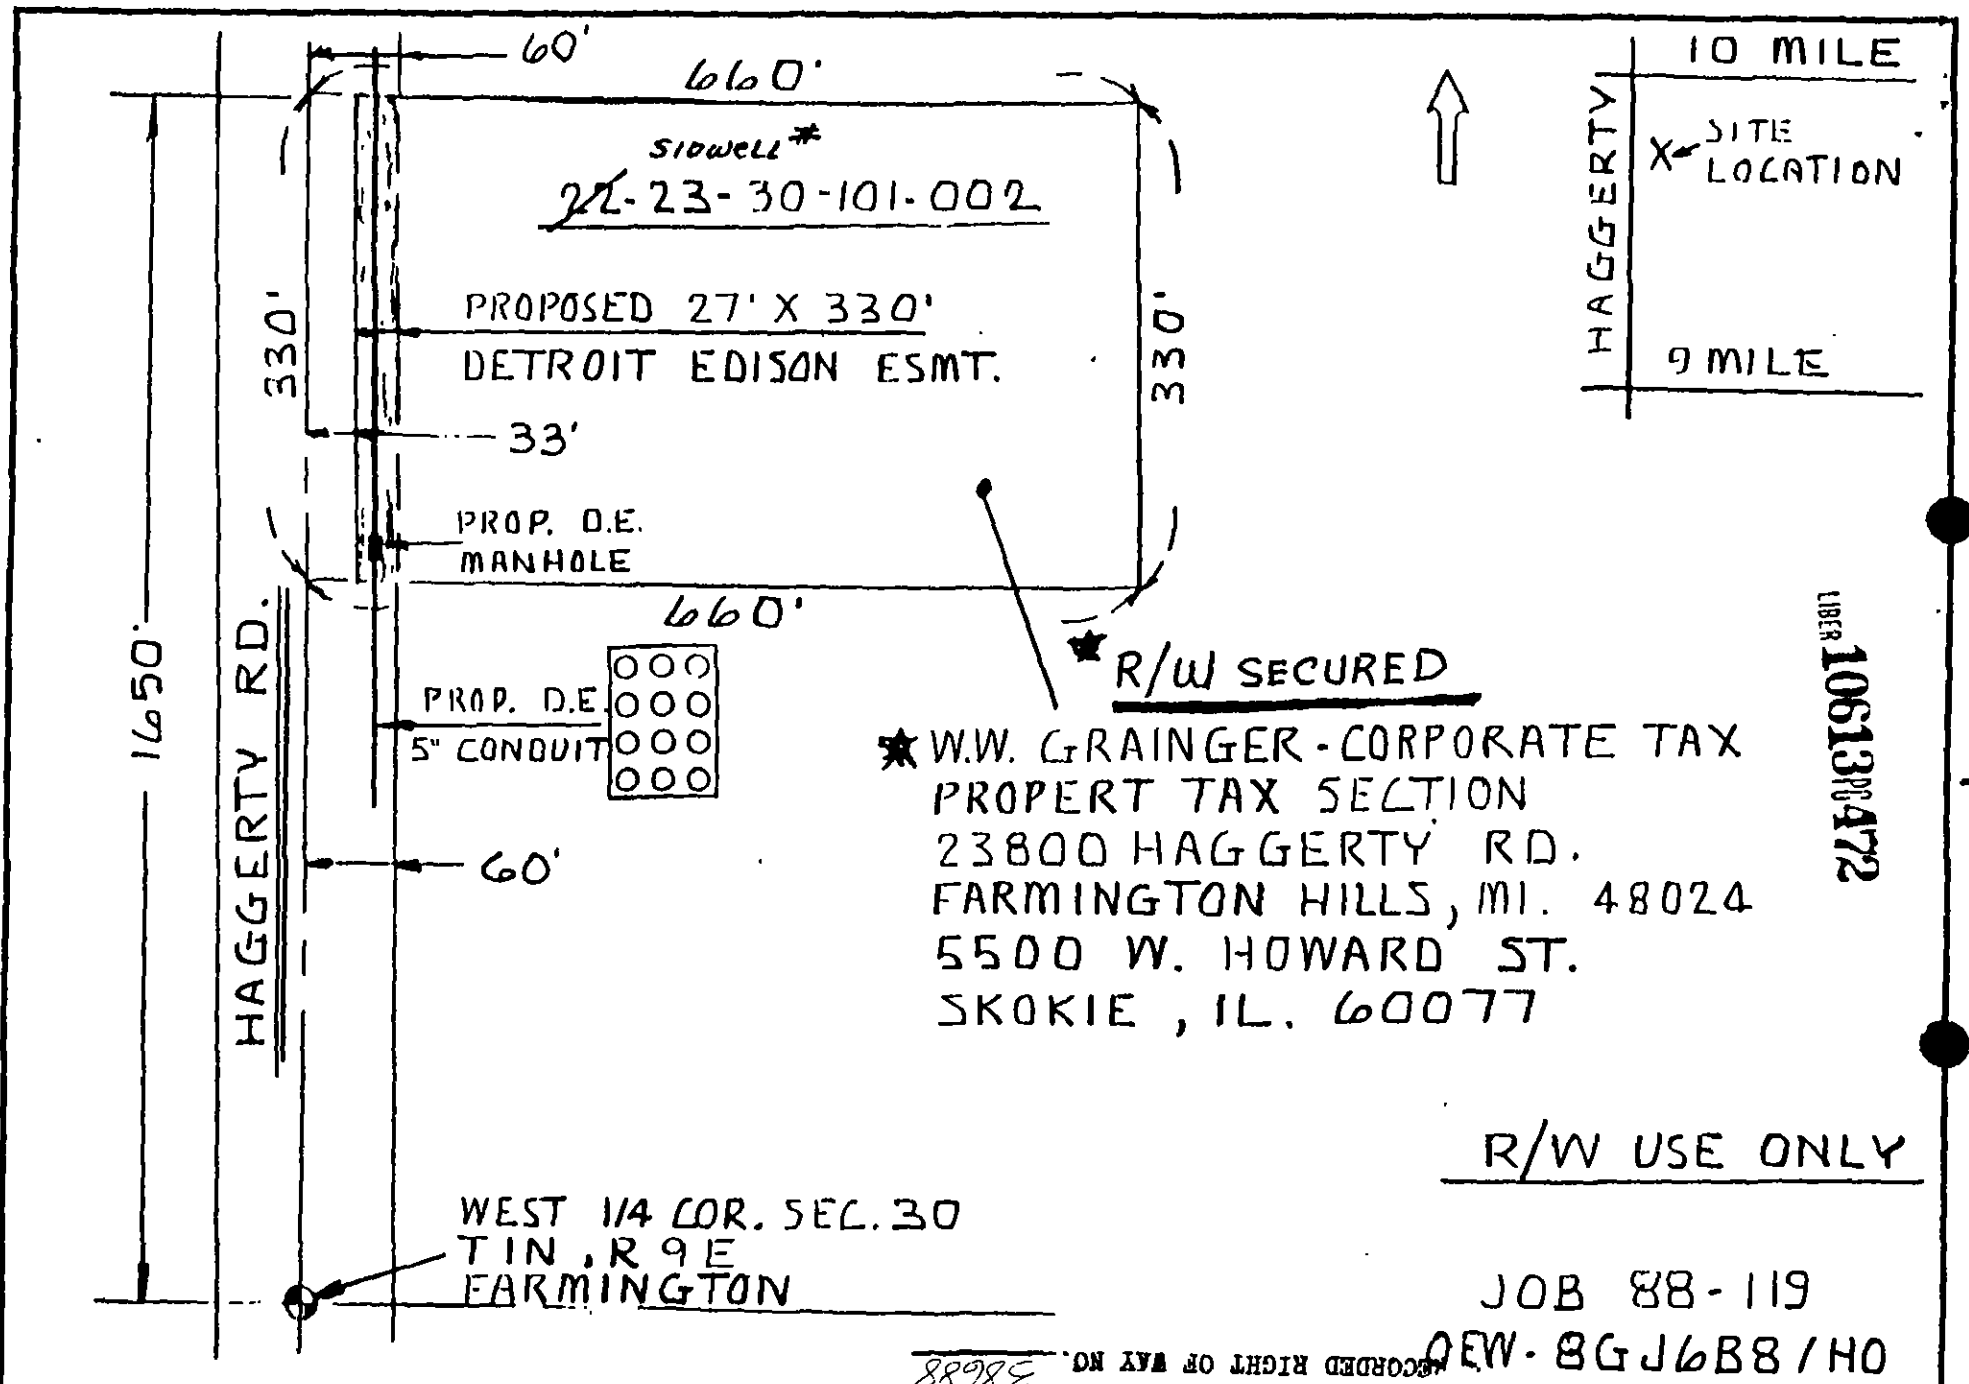 60'
660'
10 MILE
HAGGERTY
X SITE
LOCATION
9 MILE
SIDWELL #
22-23-30-101-002
330'
PROPOSED 27' X 330'
DETROIT EDISON ESMT.
330'
33'
PROP. D.E.
MANHOLE
660'
1650'
HAGGERTY RD.
PROP. D.E.
5" CONDUIT
60'
★ R/W SECURED
★ W.W. GRAINGER - CORPORATE TAX
PROPERT TAX SECTION
23800 HAGGERTY RD.
FARMINGTON HILLS, MI. 48024
5500 W. HOWARD ST.
SKOKIE, IL. 60077
LIBER 10613 PG 472
R/W USE ONLY
WEST 1/4 COR. SEC. 30
T1N, R9E
FARMINGTON
JOB 88-119
OEW-8GJ6B8/HO
RECORDED RIGHT OF WAY NO.